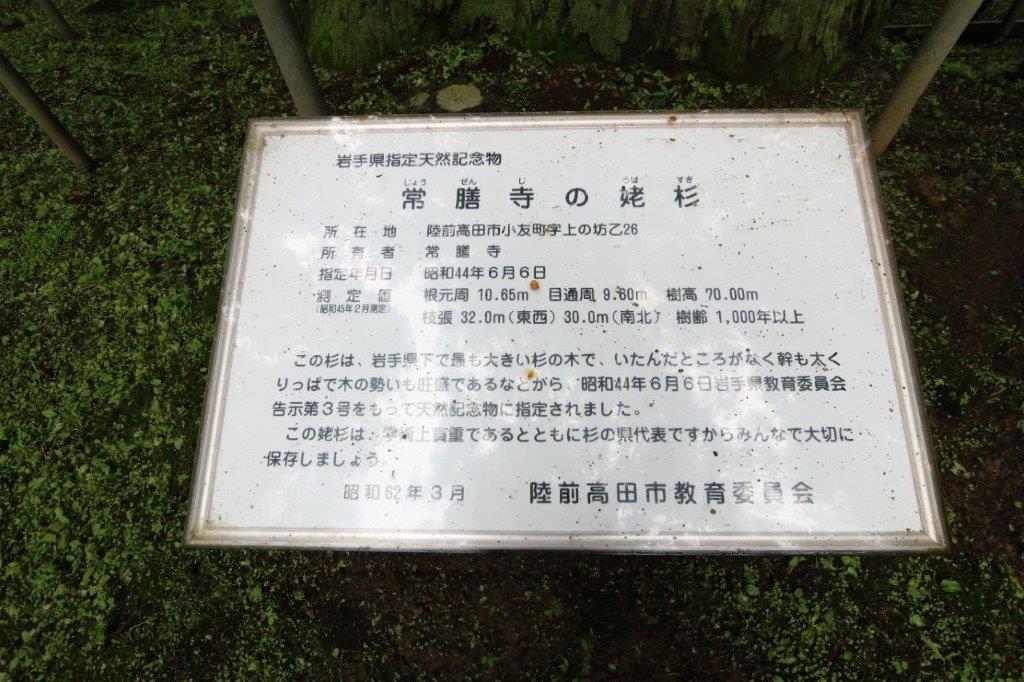 岩手県指定天然記念物
じょう ぜん じ うば すぎ
常膳寺の姥杉
所在地 陸前高田市小友町字上の坊乙26
所有者 常膳寺
指定年月日 昭和44年6月6日
測定値 根元周 10.65m 目通周 9.60m 樹高 70.00m
(昭和45年2月測定)
枝張 32.0m(東西) 30.0m(南北) 樹齢 1,000年以上
この杉は、岩手県下で最も大きい杉の木で、いたんだところがなく幹も太く
りっぱで木の勢いも旺盛であるなどから 昭和44年6月6日岩手県教育委員会
告示第3号をもって天然記念物に指定されました。
この姥杉は、学術上貴重であるとともに杉の県代表ですからみんなで大切に
保存しましょう。
昭和62年3月 陸前高田市教育委員会